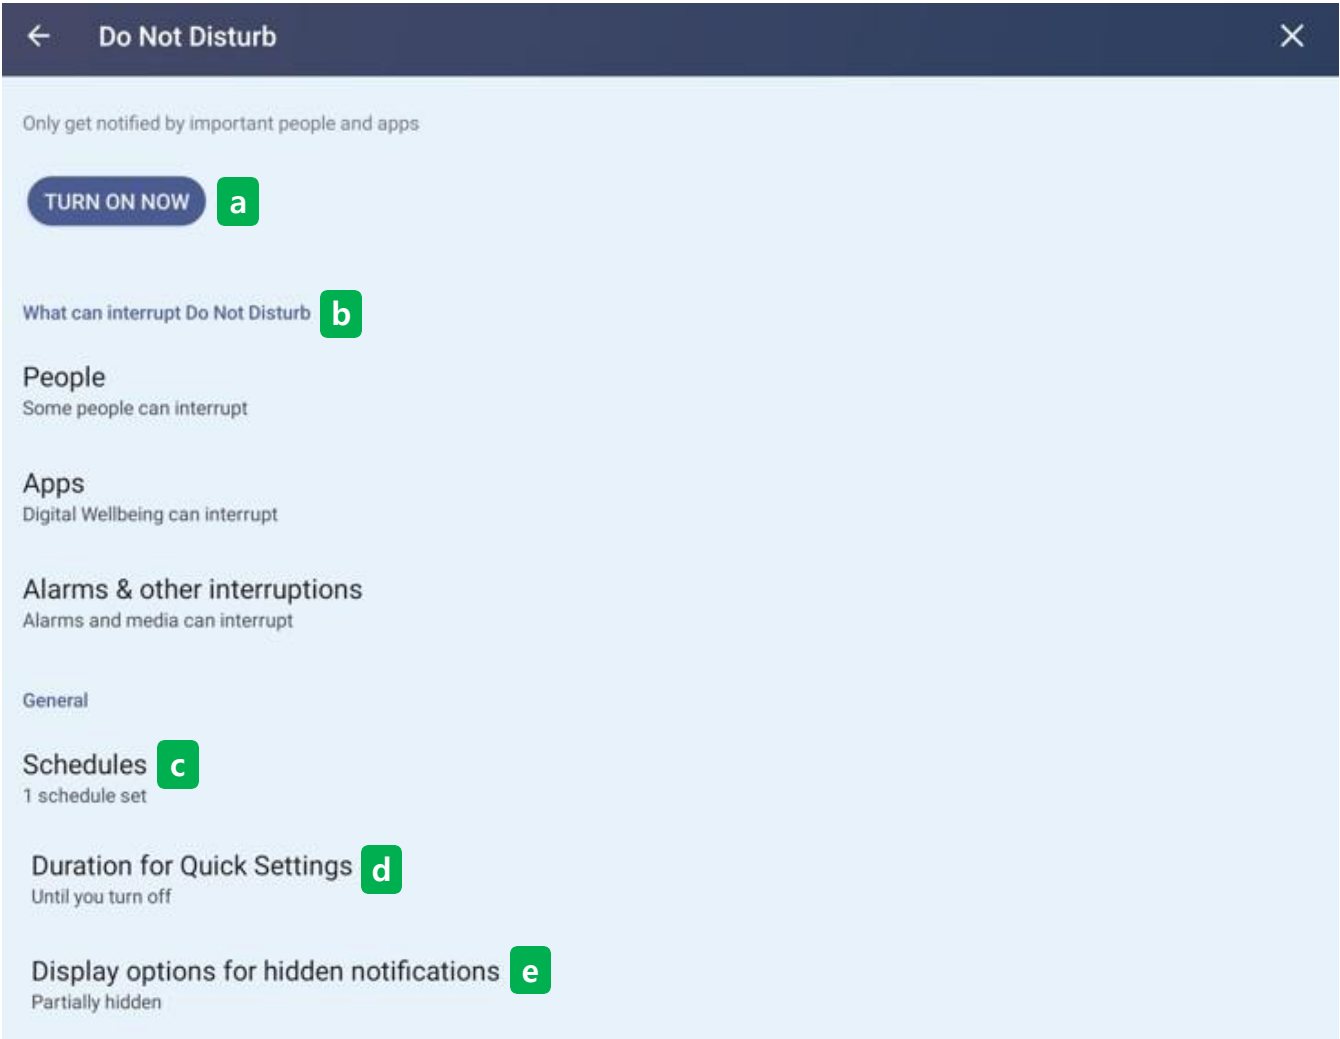 Do Not Disturb
Only get notified by important people and apps
TURN ON NOW a
What can interrupt Do Not Disturb b
People
Some people can interrupt
Apps
Digital Wellbeing can interrupt
Alarms & other interruptions
Alarms and media can interrupt
General
Schedules c
1 schedule set
Duration for Quick Settings d
Until you turn off
Display options for hidden notifications e
Partially hidden